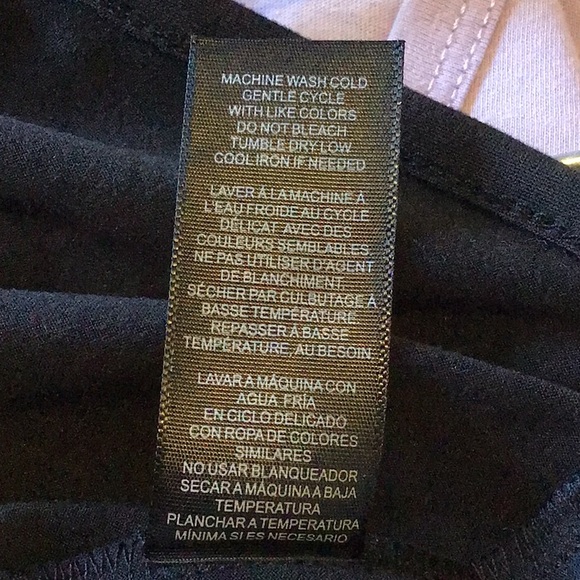 MACHINE WASH COLD
GENTLE CYCLE
WITH LIKE COLORS
DO NOT BLEACH
TUMBLE DRY LOW
COOL IRON IF NEEDED
LAVER Á LA MACHINE À
L'EAU FROIDE AU CYCLE
DÉLICAT AVEC DES
COULEURS SEMBLABLES
NE PAS UTILISER D'AGENT
DE BLANCHIMENT
SÉCHER PAR CULBUTAGE À
BASSE TEMPÉRATURE
REPASSER À BASSE
TEMPÉRATURE, AU BESOIN
LAVAR A MÁQUINA CON
AGUA FRÍA
EN CICLO DELICADO
CON ROPA DE COLORES
SIMILARES
NO USAR BLANQUEADOR
SECAR A MÁQUINA A BAJA
TEMPERATURA
PLANCHAR A TEMPERATURA
MÍNIMA SI ES NECESARIO